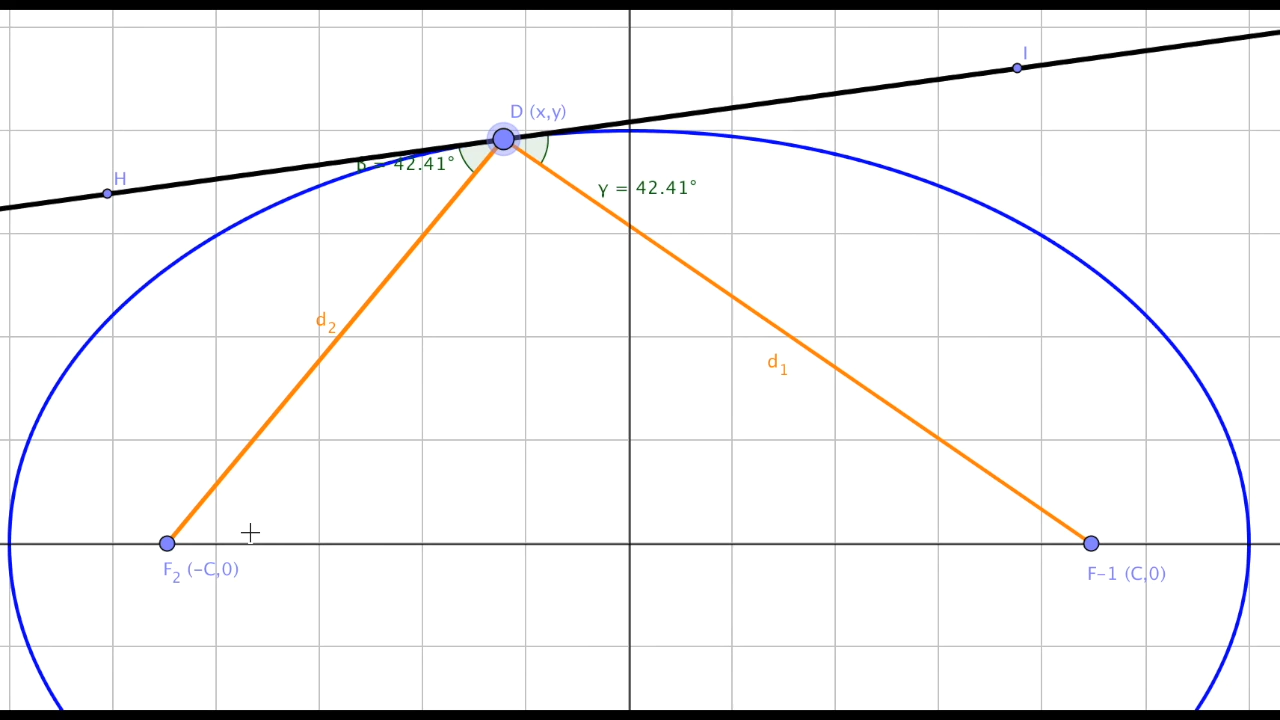 I
D (x,y)
= 42.41°
H
γ = 42.41°
d₂
d₁
F₂ (−C,0)
F−1 (C,0)